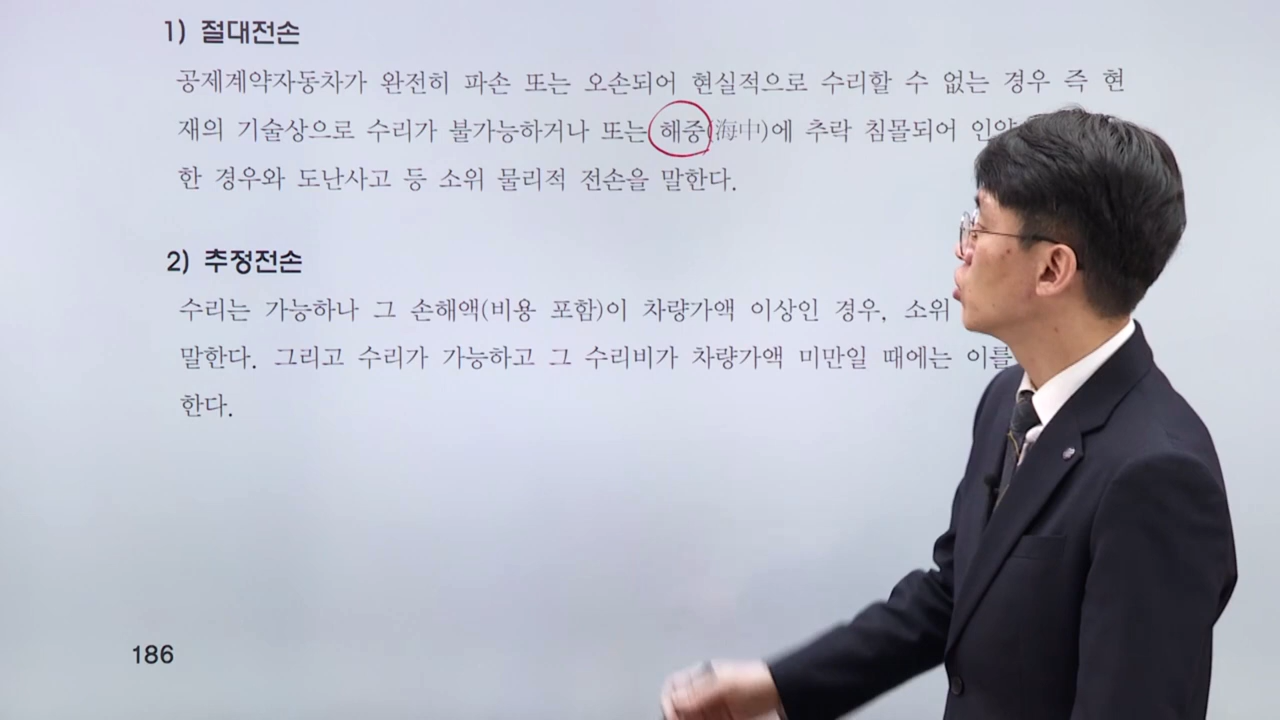 1) 절대전손
공제계약자동차가 완전히 파손 또는 오손되어 현실적으로 수리할 수 없는 경우 즉 현
재의 기술상으로 수리가 불가능하거나 또는 해중(海中)에 추락 침몰되어
한 경우와 도난사고 등 소위 물리적 전손을 말한다.
2) 추정전손
수리는 가능하나 그 손해액(비용 포함)이 차량가액 이상인 경우, 소위
말한다. 그리고 수리가 가능하고 그 수리비가 차량가액 미만일 때에는 이를
한다.
186